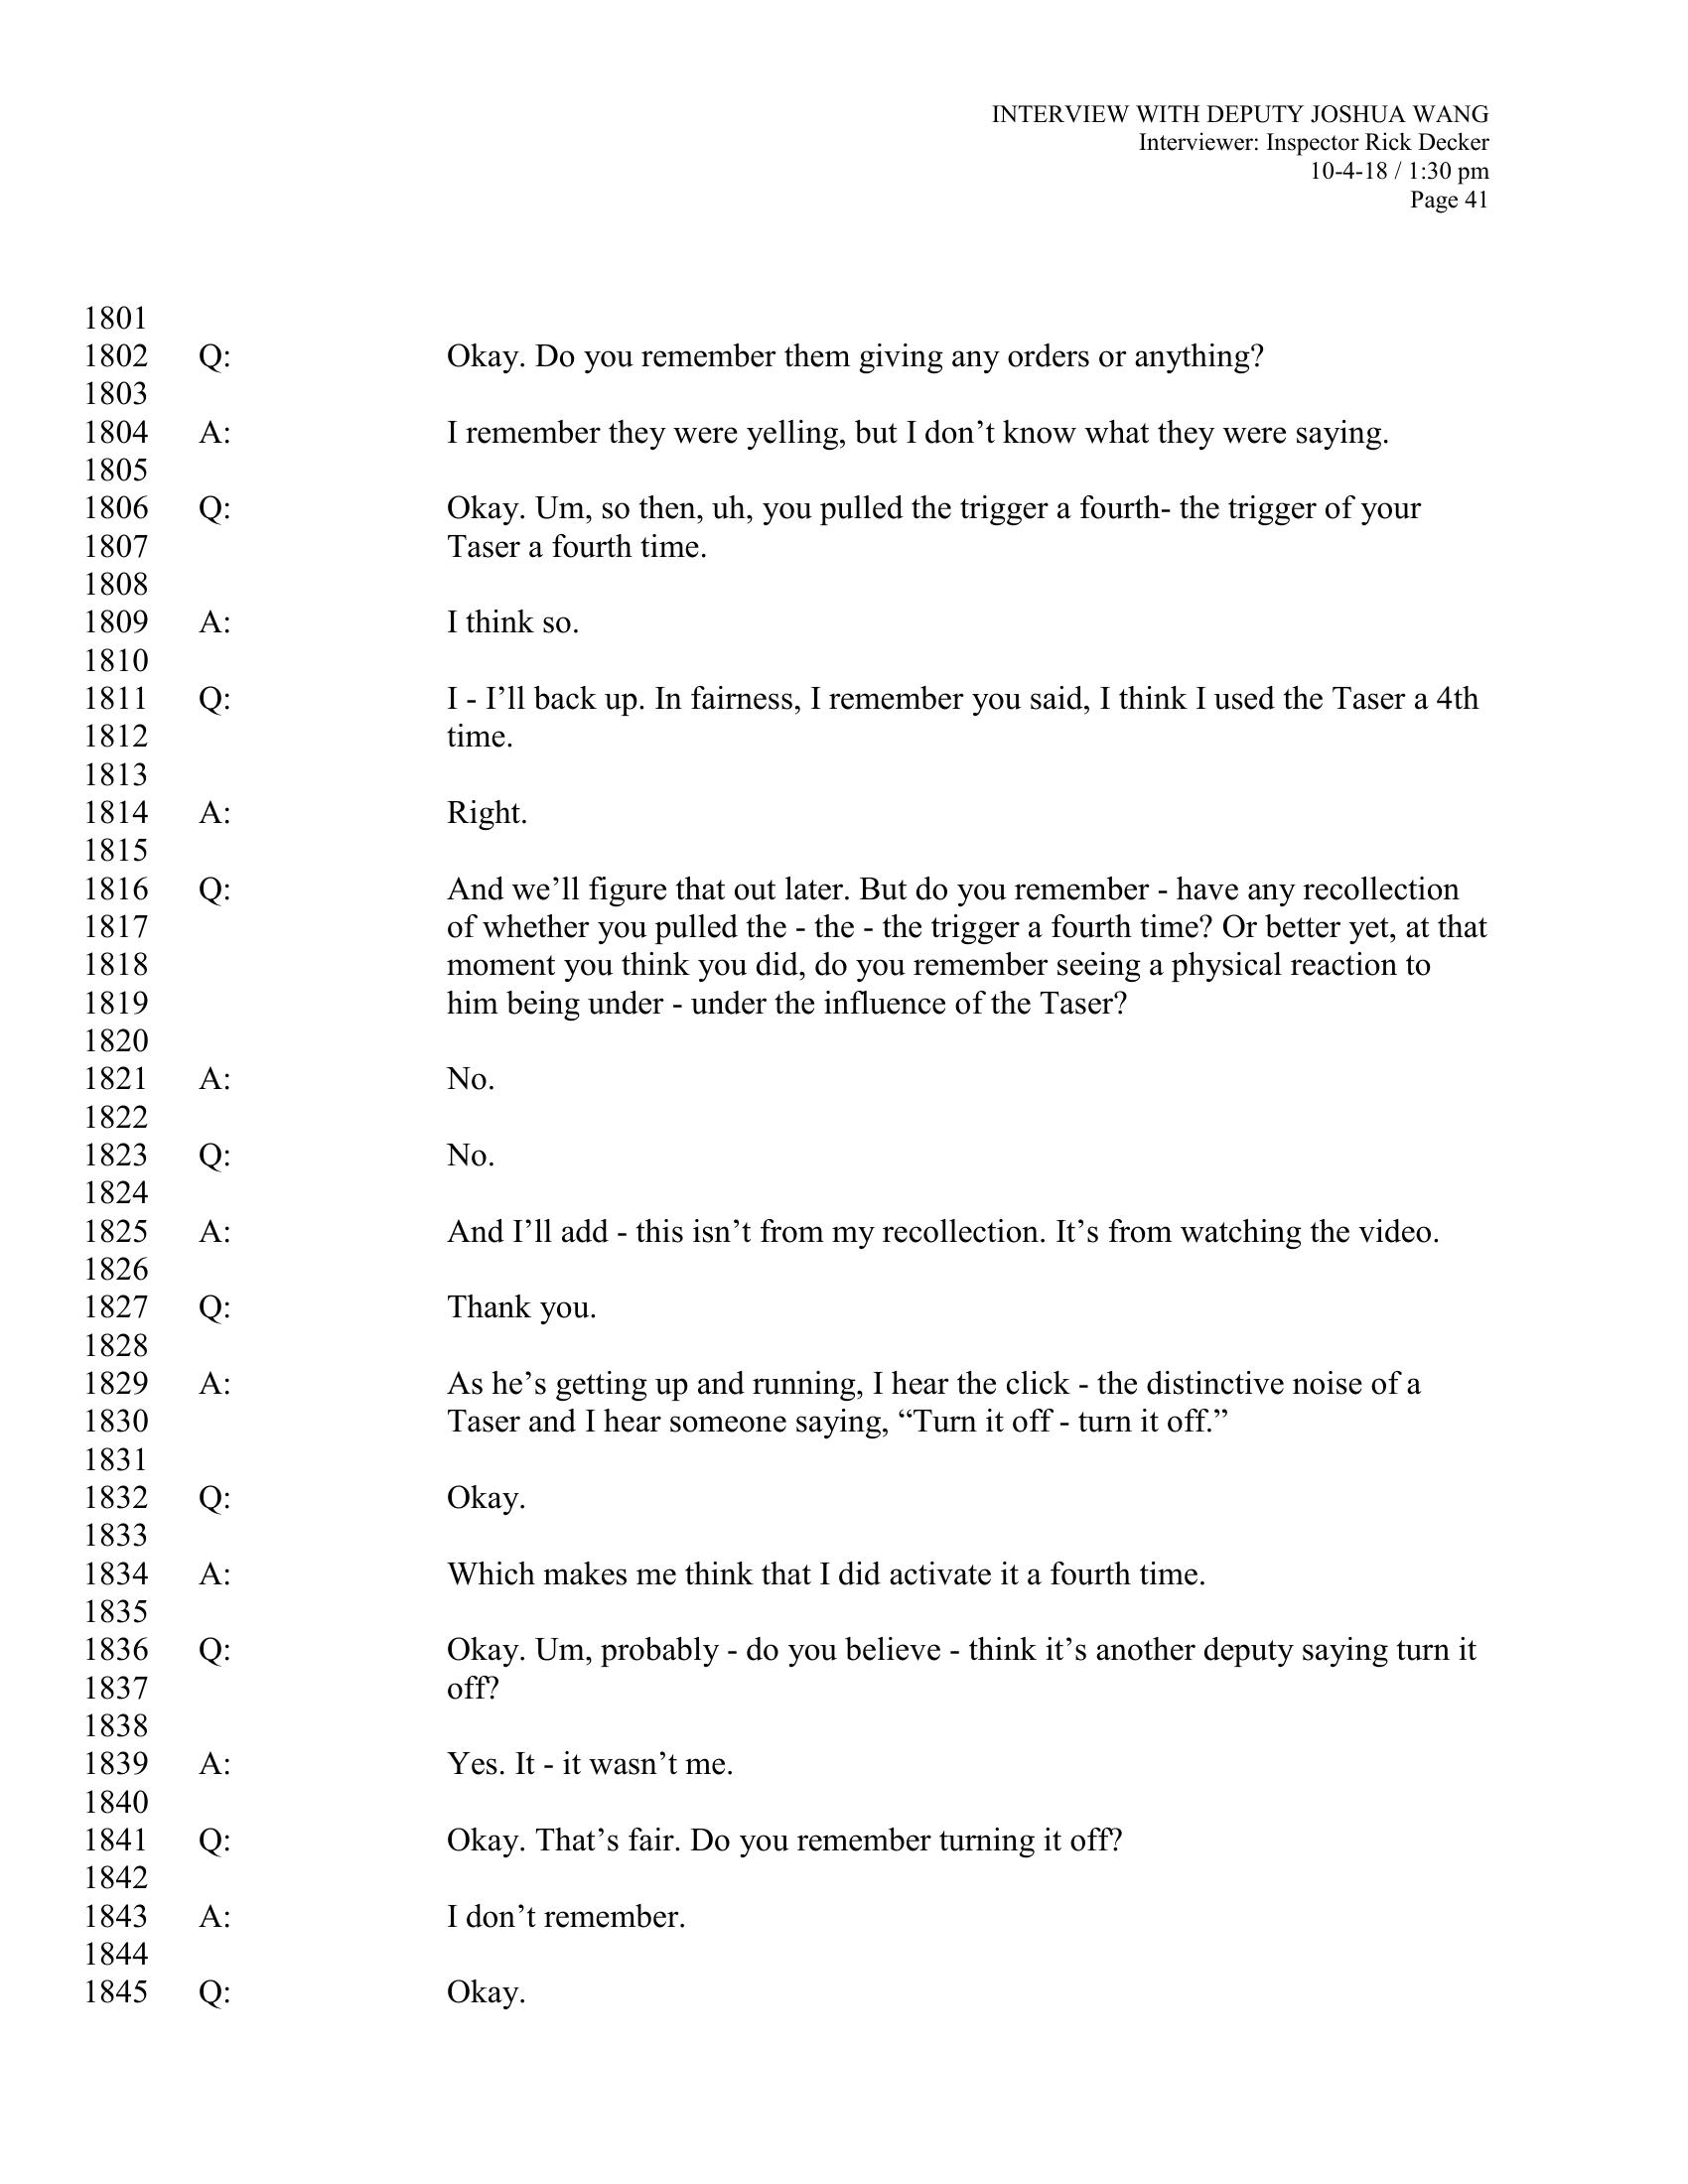 INTERVIEW WITH DEPUTY JOSHUA WANG
Interviewer: Inspector Rick Decker
10-4-18 / 1:30 pm
Page 41
1801
1802 Q: Okay. Do you remember them giving any orders or anything?
1803
1804 A: I remember they were yelling, but I don’t know what they were saying.
1805
1806 Q: Okay. Um, so then, uh, you pulled the trigger a fourth- the trigger of your
1807 Taser a fourth time.
1808
1809 A: I think so.
1810
1811 Q: I - I’ll back up. In fairness, I remember you said, I think I used the Taser a 4th
1812 time.
1813
1814 A: Right.
1815
1816 Q: And we’ll figure that out later. But do you remember - have any recollection
1817 of whether you pulled the - the - the trigger a fourth time? Or better yet, at that
1818 moment you think you did, do you remember seeing a physical reaction to
1819 him being under - under the influence of the Taser?
1820
1821 A: No.
1822
1823 Q: No.
1824
1825 A: And I’ll add - this isn’t from my recollection. It’s from watching the video.
1826
1827 Q: Thank you.
1828
1829 A: As he’s getting up and running, I hear the click - the distinctive noise of a
1830 Taser and I hear someone saying, “Turn it off - turn it off.”
1831
1832 Q: Okay.
1833
1834 A: Which makes me think that I did activate it a fourth time.
1835
1836 Q: Okay. Um, probably - do you believe - think it’s another deputy saying turn it
1837 off?
1838
1839 A: Yes. It - it wasn’t me.
1840
1841 Q: Okay. That’s fair. Do you remember turning it off?
1842
1843 A: I don’t remember.
1844
1845 Q: Okay.